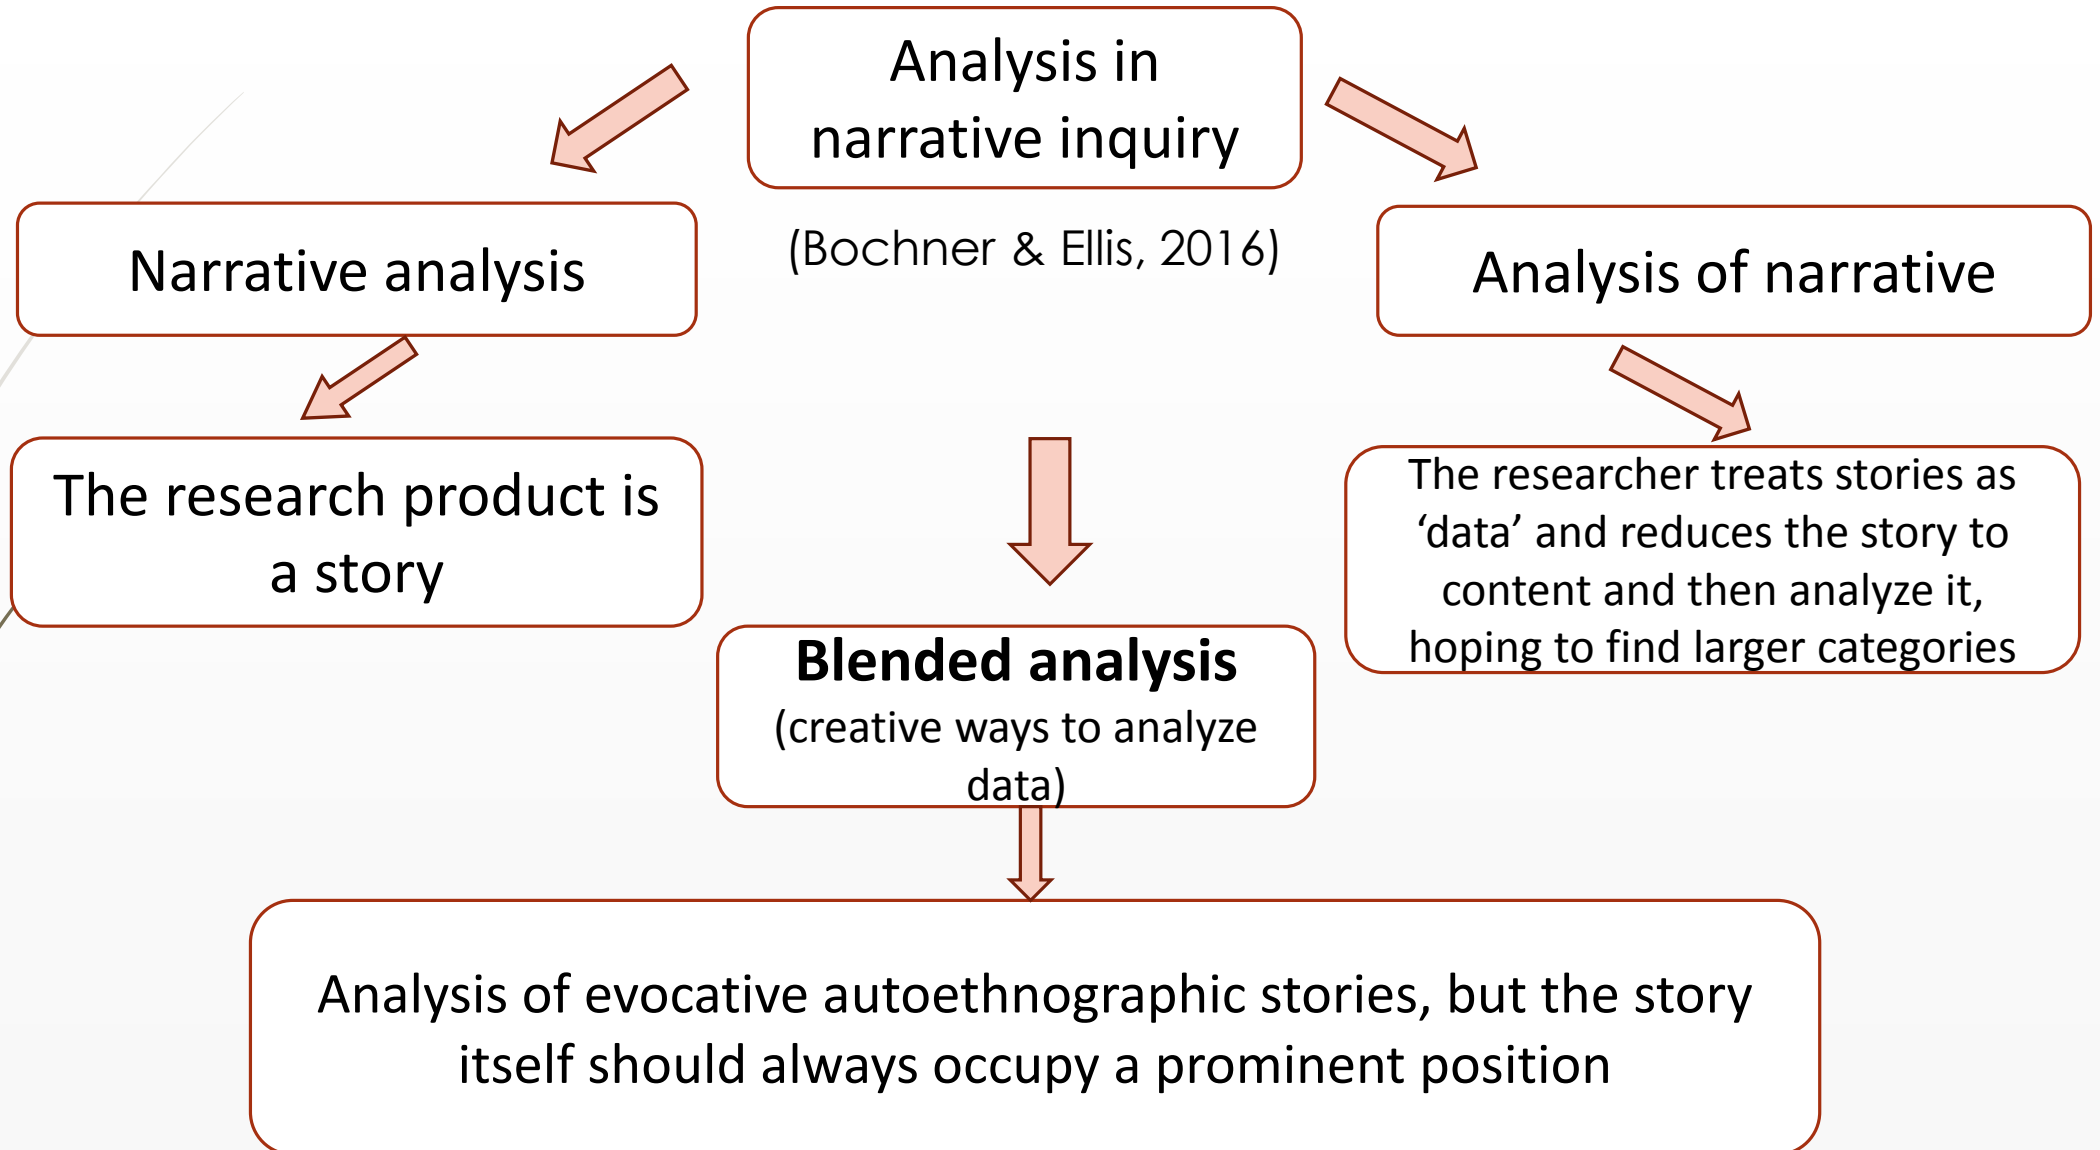 Analysis in
narrative inquiry
(Bochner & Ellis, 2016)
Narrative analysis
Analysis of narrative
The research product is
a story
The researcher treats stories as
‘data’ and reduces the story to
content and then analyze it,
hoping to find larger categories
Blended analysis
(creative ways to analyze
data)
Analysis of evocative autoethnographic stories, but the story
itself should always occupy a prominent position